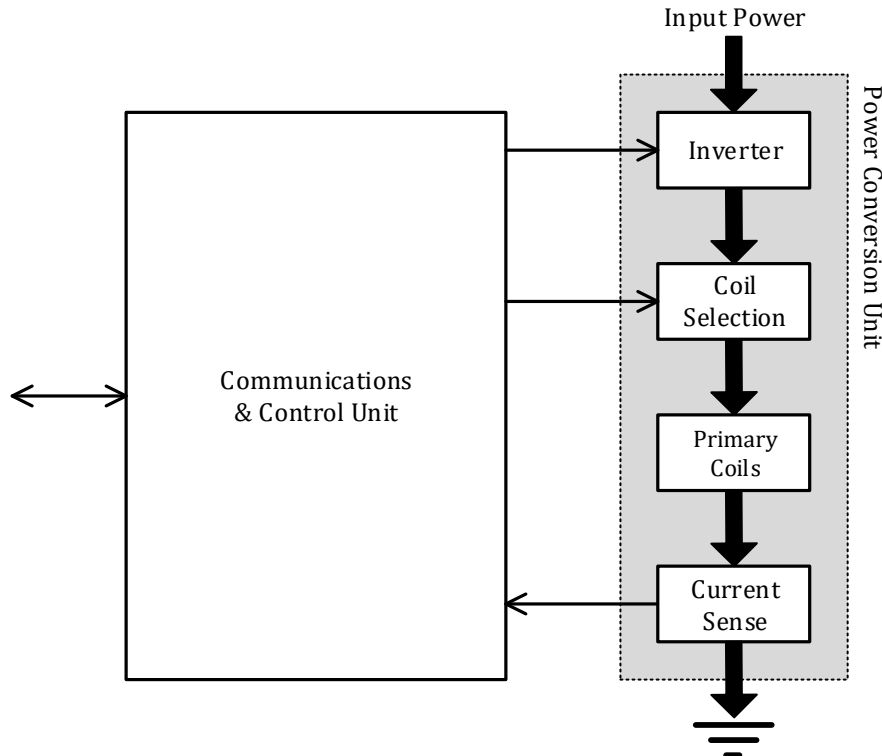 Input Power
Inverter
Coil
Selection
Primary
Coils
Current
Sense
Power Conversion Unit
Communications
& Control Unit